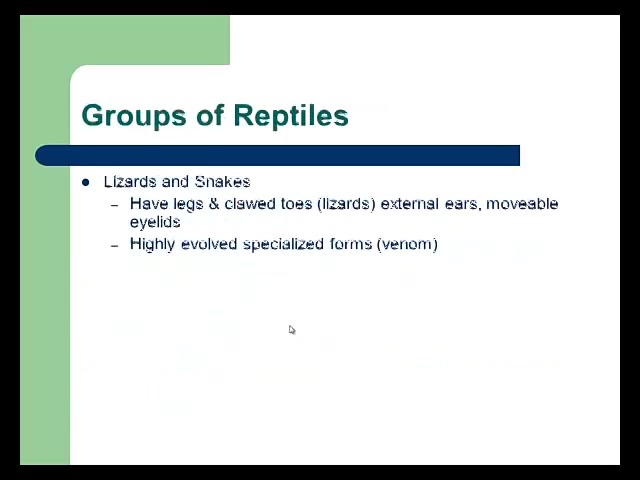 Groups of Reptiles
Lizards and Snakes
– Have legs & clawed toes (lizards) external ears, moveable
eyelids
– Highly evolved specialized forms (venom)